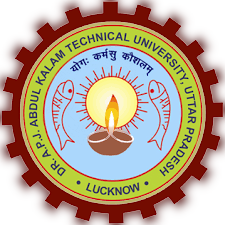 DR. A.P.J. ABDUL KALAM TECHNICAL UNIVERSITY, UTTAR PRADESH
योगः कर्मसु कौशलम्
LUCKNOW